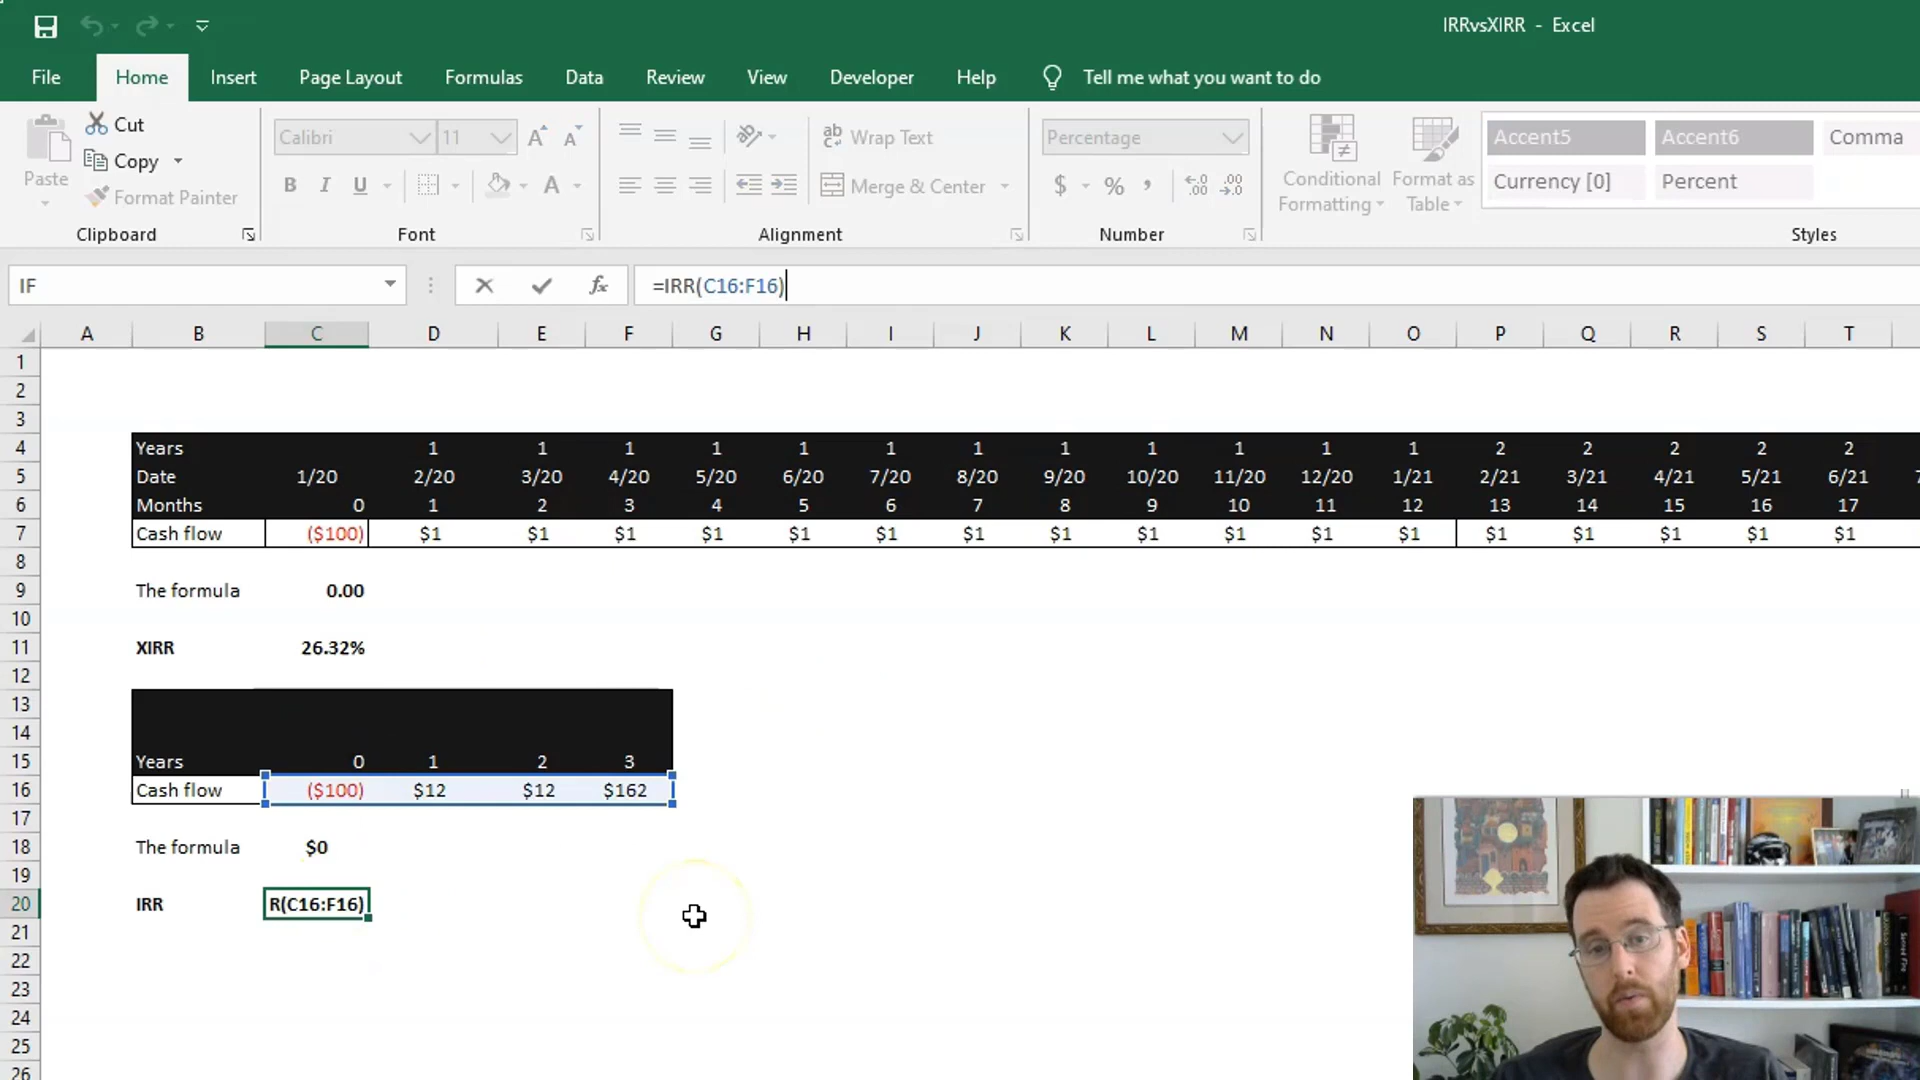 IRRvsXIRR - Excel
File Home Insert Page Layout Formulas Data Review View Developer Help Tell me what you want to do
Paste
Cut
Copy
Format Painter
Clipboard
Calibri 11
B I U
Font
Wrap Text
Merge & Center
Alignment
Percentage
$ % ,
Number
Conditional Formatting
Format as Table
Accent5 Accent6 Comma
Currency [0] Percent
Styles
IF fx =IRR(C16:F16)
A B C D E F G H I J K L M N O P Q R S T
1
2
3
4 Years 1 1 1 1 1 1 1 1 1 1 1 1 2 2 2 2 2
5 Date 1/20 2/20 3/20 4/20 5/20 6/20 7/20 8/20 9/20 10/20 11/20 12/20 1/21 2/21 3/21 4/21 5/21 6/21 7
6 Months 0 1 2 3 4 5 6 7 8 9 10 11 12 13 14 15 16 17
7 Cash flow ($100) $1 $1 $1 $1 $1 $1 $1 $1 $1 $1 $1 $1 $1 $1 $1 $1 $1
8
9 The formula 0.00
10
11 XIRR 26.32%
12
13
14
15 Years 0 1 2 3
16 Cash flow ($100) $12 $12 $162
17
18 The formula $0
19
20 IRR R(C16:F16)
21
22
23
24
25
26